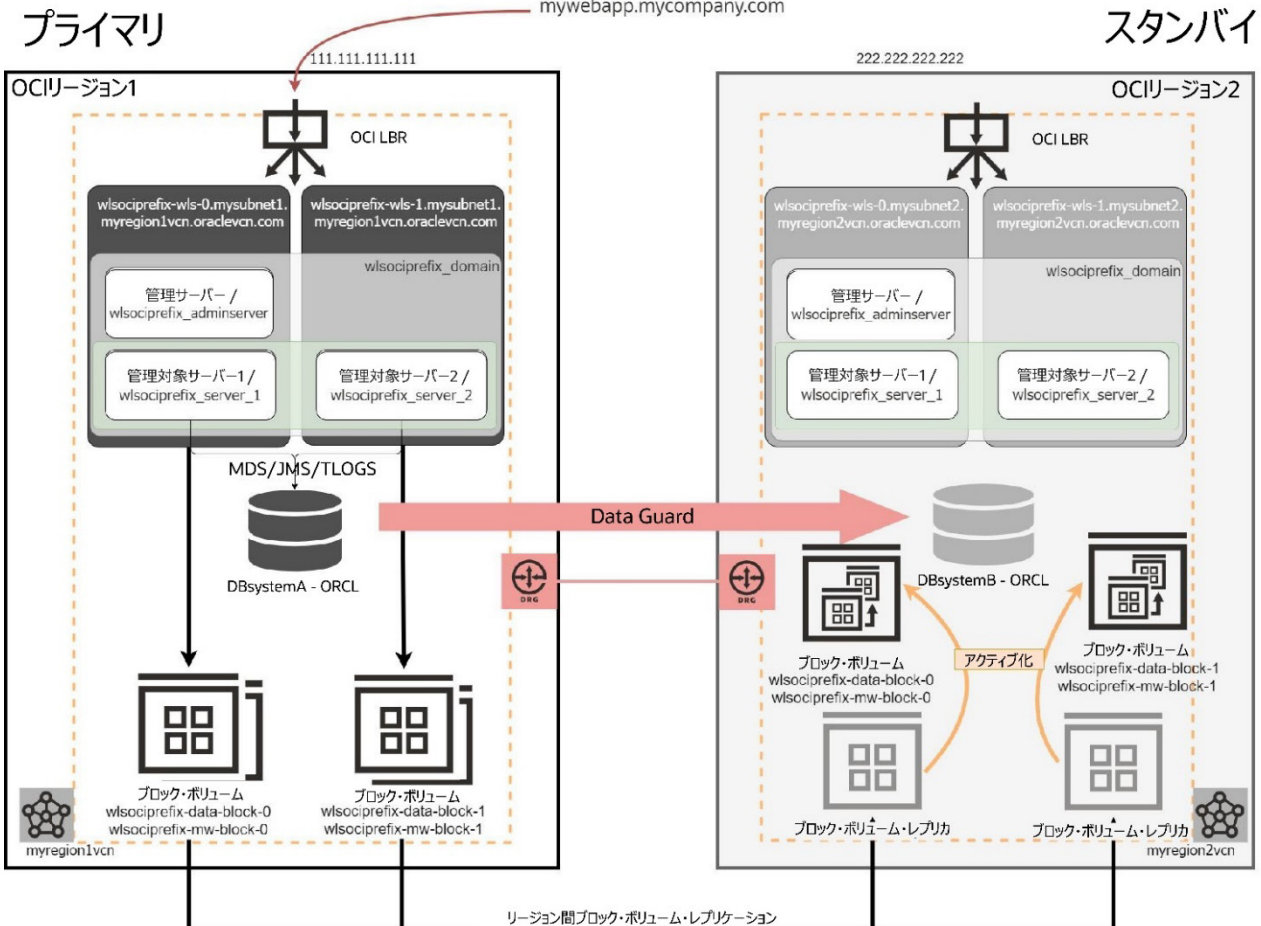 mywebapp.mycompany.com
プライマリ
スタンバイ
111.111.111.111
222.222.222.222
OCIリージョン1
OCI LBR
wlsociprefix-wls-0.mysubnet1.
myregion1vcn.oraclevcn.com
wlsociprefix-wls-1.mysubnet1.
myregion1vcn.oraclevcn.com
wlsociprefix_domain
管理サーバー /
wlsociprefix_adminserver
管理対象サーバー1 /
wlsociprefix_server_1
管理対象サーバー2 /
wlsociprefix_server_2
MDS/JMS/TLOGS
DBsystemA - ORCL
Data Guard
DRG
ブロック・ボリューム
wlsociprefix-data-block-0
wlsociprefix-mw-block-0
ブロック・ボリューム
wlsociprefix-data-block-1
wlsociprefix-mw-block-1
myregion1vcn
OCIリージョン2
OCI LBR
wlsociprefix-wls-0.mysubnet2.
myregion2vcn.oraclevcn.com
wlsociprefix-wls-1.mysubnet2.
myregion2vcn.oraclevcn.com
wlsociprefix_domain
管理サーバー /
wlsociprefix_adminserver
管理対象サーバー1 /
wlsociprefix_server_1
管理対象サーバー2 /
wlsociprefix_server_2
DRG
DBsystemB - ORCL
ブロック・ボリューム
wlsociprefix-data-block-0
wlsociprefix-mw-block-0
アクティブ化
ブロック・ボリューム
wlsociprefix-data-block-1
wlsociprefix-mw-block-1
ブロック・ボリューム・レプリカ
ブロック・ボリューム・レプリカ
myregion2vcn
リージョン間ブロック・ボリューム・レプリケーション